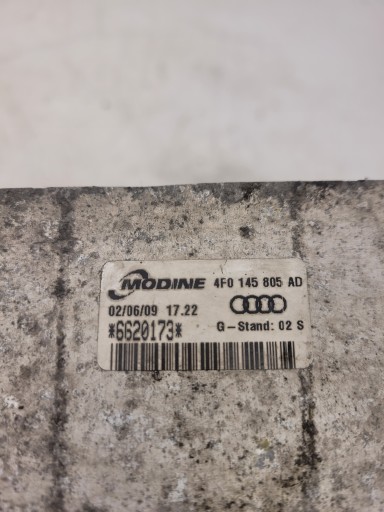 MODINE 4F0 145 805 AD
02/06/09 17.22
*6620173* G-Stand: 02 S